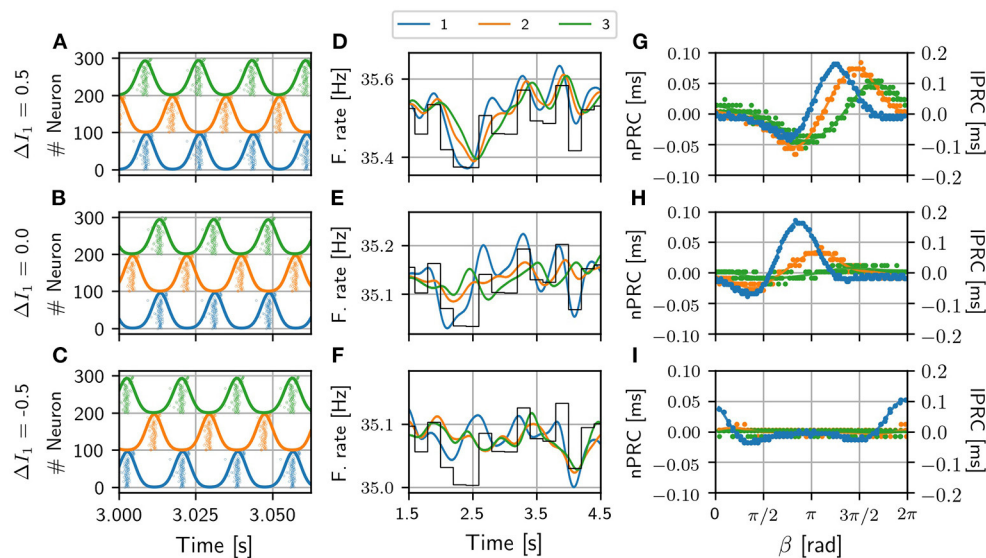 1 2 3
A D G
ΔI₁ = 0.5
# Neuron
300
200
100
0
F. rate [Hz]
35.6
35.4
nPRC [ms]
0.10
0.05
0.00
−0.05
−0.10
0.2
0.1
0.0
−0.1
−0.2
IPRC [ms]
B E H
ΔI₁ = 0.0
# Neuron
300
200
100
0
F. rate [Hz]
35.2
35.1
nPRC [ms]
0.10
0.05
0.00
−0.05
−0.10
0.2
0.1
0.0
−0.1
−0.2
IPRC [ms]
C F I
ΔI₁ = -0.5
# Neuron
300
200
100
0
3.000 3.025 3.050
Time [s]
F. rate [Hz]
35.1
35.0
1.5 2.5 3.5 4.5
Time [s]
nPRC [ms]
0.10
0.05
0.00
−0.05
−0.10
0.2
0.1
0.0
−0.1
−0.2
IPRC [ms]
0 π/2 π 3π/2 2π
β [rad]